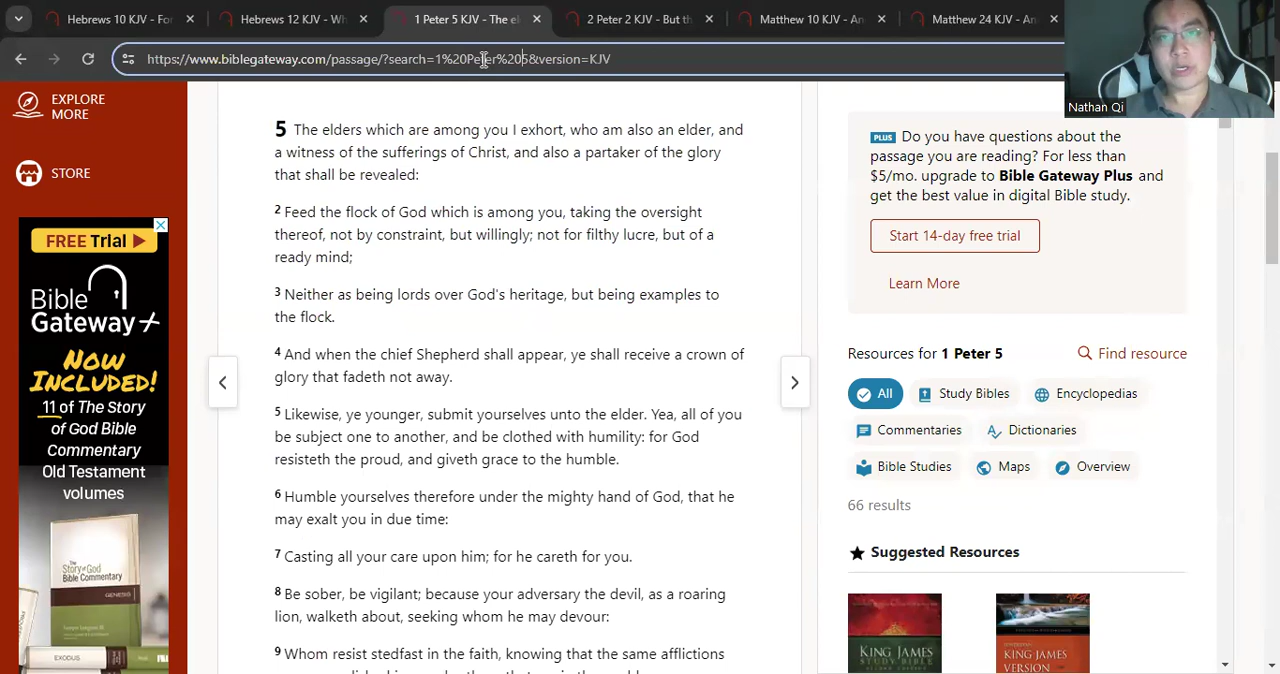 Hebrews 10 KJV - For
Hebrews 12 KJV - Wh
1 Peter 5 KJV - The el
2 Peter 2 KJV - But th
Matthew 10 KJV - An
Matthew 24 KJV - An
https://www.biblegateway.com/passage/?search=1%20Peter%205&version=KJV
Nathan Qi
EXPLORE
MORE
STORE
FREE Trial
Bible
Gateway+
NOW
INCLUDED!
11 of The Story
of God Bible
Commentary
Old Testament
volumes
The
Story of God
Bible Commentary
GENESIS
EXODUS
5 The elders which are among you I exhort, who am also an elder, and
a witness of the sufferings of Christ, and also a partaker of the glory
that shall be revealed:
2 Feed the flock of God which is among you, taking the oversight
thereof, not by constraint, but willingly; not for filthy lucre, but of a
ready mind;
3 Neither as being lords over God's heritage, but being examples to
the flock.
4 And when the chief Shepherd shall appear, ye shall receive a crown of
glory that fadeth not away.
5 Likewise, ye younger, submit yourselves unto the elder. Yea, all of you
be subject one to another, and be clothed with humility: for God
resisteth the proud, and giveth grace to the humble.
6 Humble yourselves therefore under the mighty hand of God, that he
may exalt you in due time:
7 Casting all your care upon him; for he careth for you.
8 Be sober, be vigilant; because your adversary the devil, as a roaring
lion, walketh about, seeking whom he may devour:
9 Whom resist stedfast in the faith, knowing that the same afflictions
PLUS Do you have questions about the
passage you are reading? For less than
$5/mo. upgrade to Bible Gateway Plus and
get the best value in digital Bible study.
Start 14-day free trial
Learn More
Resources for 1 Peter 5
Find resource
All
Study Bibles
Encyclopedias
Commentaries
Dictionaries
Bible Studies
Maps
Overview
66 results
Suggested Resources
KING JAMES
STUDY BIBLE
KING JAMES
VERSION